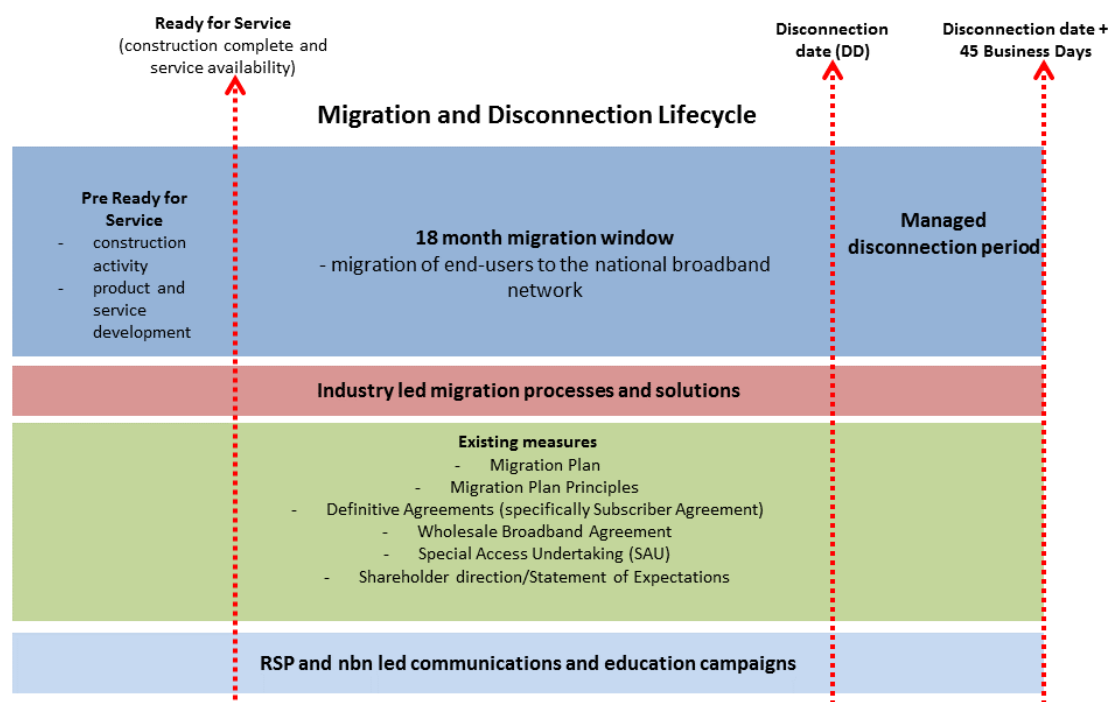 Ready for Service
(construction complete and
service availability)
Disconnection
date (DD)
Disconnection date +
45 Business Days
Migration and Disconnection Lifecycle
Pre Ready for
Service
- construction
activity
- product and
service
development
18 month migration window
- migration of end-users to the national broadband
network
Managed
disconnection period
Industry led migration processes and solutions
Existing measures
- Migration Plan
- Migration Plan Principles
- Definitive Agreements (specifically Subscriber Agreement)
- Wholesale Broadband Agreement
- Special Access Undertaking (SAU)
- Shareholder direction/Statement of Expectations
RSP and nbn led communications and education campaigns